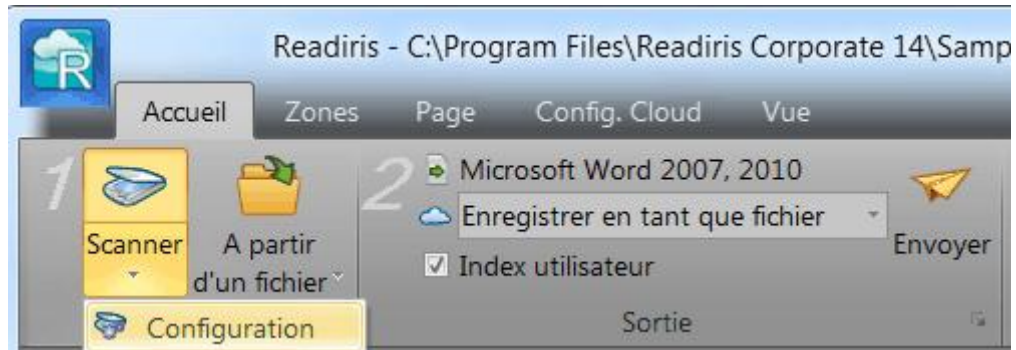 Readiris - C:\Program Files\Readiris Corporate 14\Samp
R
Accueil Zones Page Config. Cloud Vue
1
Scanner
A partir
d'un fichier
2
Microsoft Word 2007, 2010
Enregistrer en tant que fichier
Index utilisateur
Envoyer
Sortie
Configuration